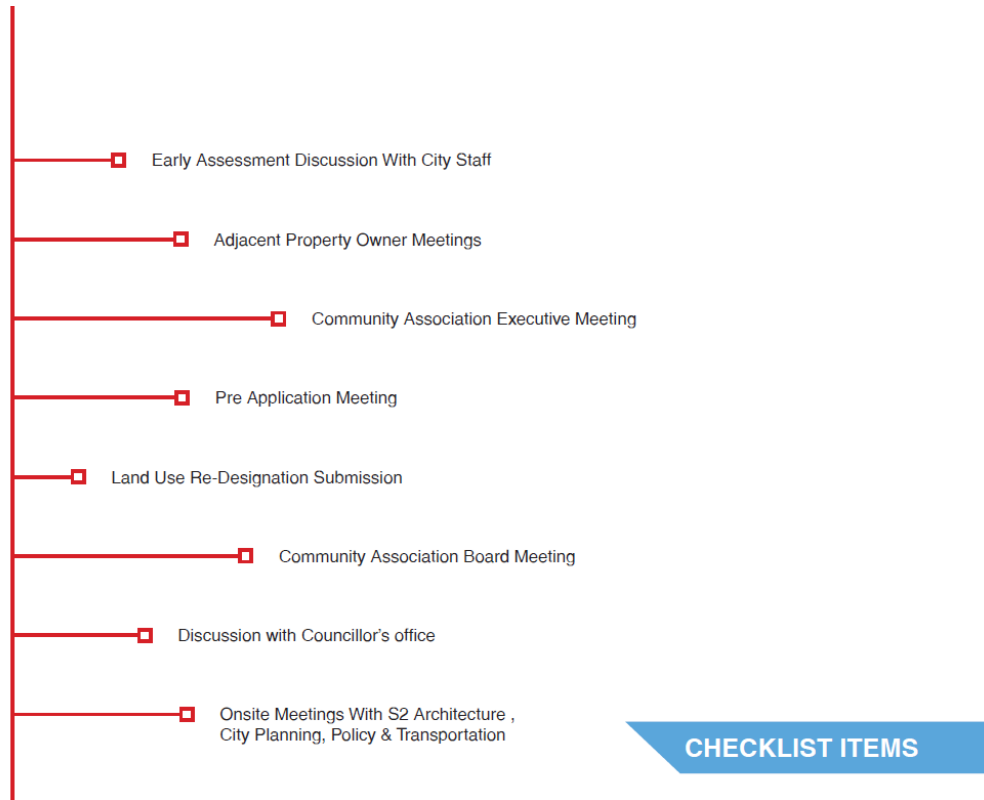 Early Assessment Discussion With City Staff
Adjacent Property Owner Meetings
Community Association Executive Meeting
Pre Application Meeting
Land Use Re-Designation Submission
Community Association Board Meeting
Discussion with Councillor's office
Onsite Meetings With S2 Architecture ,
City Planning, Policy & Transportation
CHECKLIST ITEMS